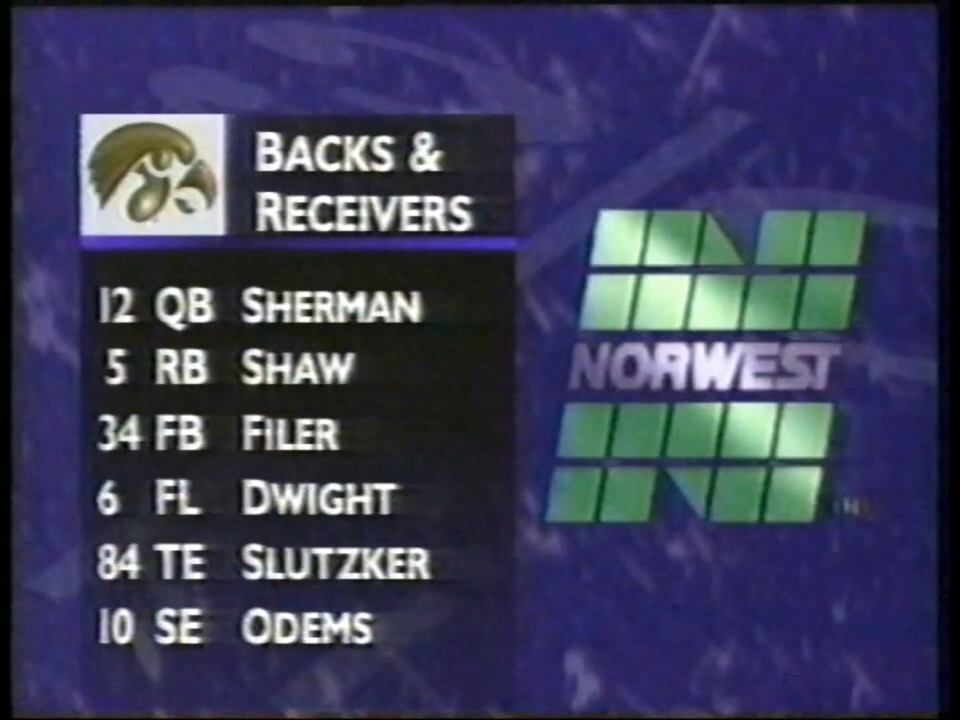 BACKS &
RECEIVERS
12 QB SHERMAN
5 RB SHAW
34 FB FILER
6 FL DWIGHT
84 TE SLUTZKER
10 SE ODEMS
NORWEST